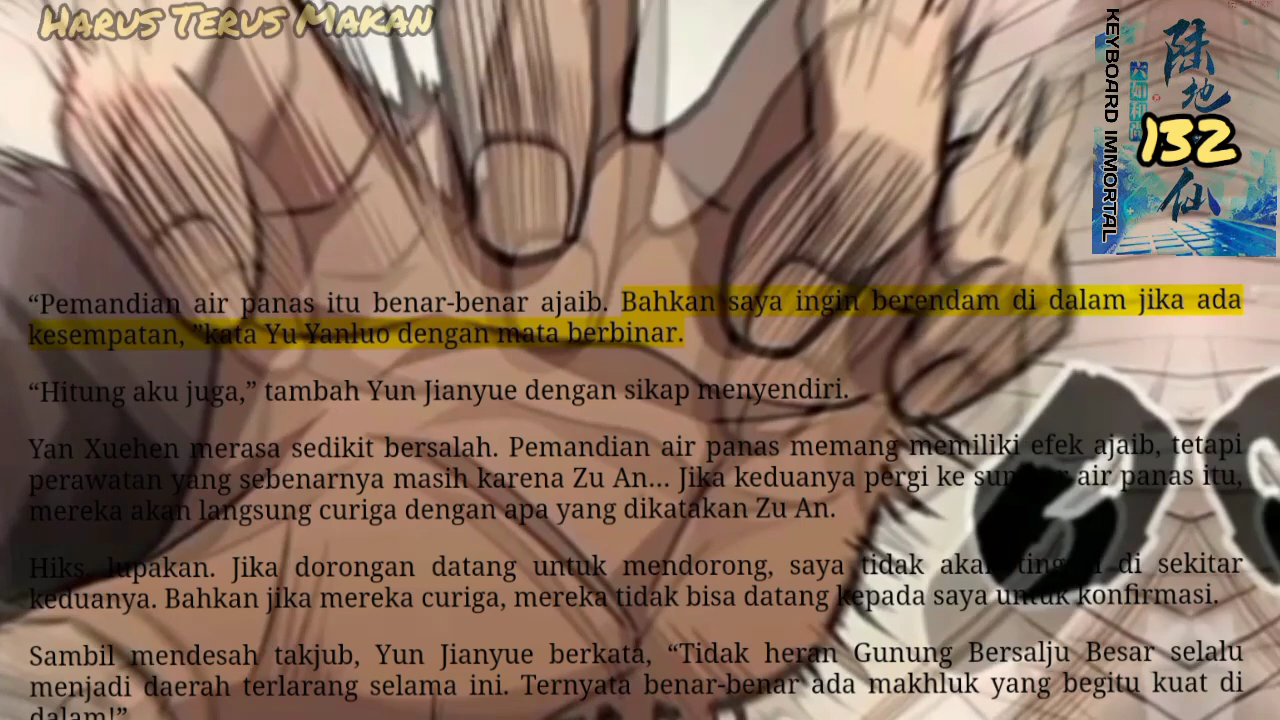 HARUS TERUS MAKAN
KEYBOARD IMMORTAL
陆地
仙
132
“Pemandian air panas itu benar-benar ajaib. Bahkan saya ingin berendam di dalam jika ada
kesempatan, ”kata Yu Yanluo dengan mata berbinar.
“Hitung aku juga,” tambah Yun Jianyue dengan sikap menyendiri.
Yan Xuehen merasa sedikit bersalah. Pemandian air panas memang memiliki efek ajaib, tetapi
perawatan yang sebenarnya masih karena Zu An... Jika keduanya pergi ke sumber air panas itu,
mereka akan langsung curiga dengan apa yang dikatakan Zu An.
Hiks, lupakan. Jika dorongan datang untuk mendorong, saya tidak akan tinggal di sekitar
keduanya. Bahkan jika mereka curiga, mereka tidak bisa datang kepada saya untuk konfirmasi.
Sambil mendesah takjub, Yun Jianyue berkata, “Tidak heran Gunung Bersalju Besar selalu
menjadi daerah terlarang selama ini. Ternyata benar-benar ada makhluk yang begitu kuat di
dalam!”